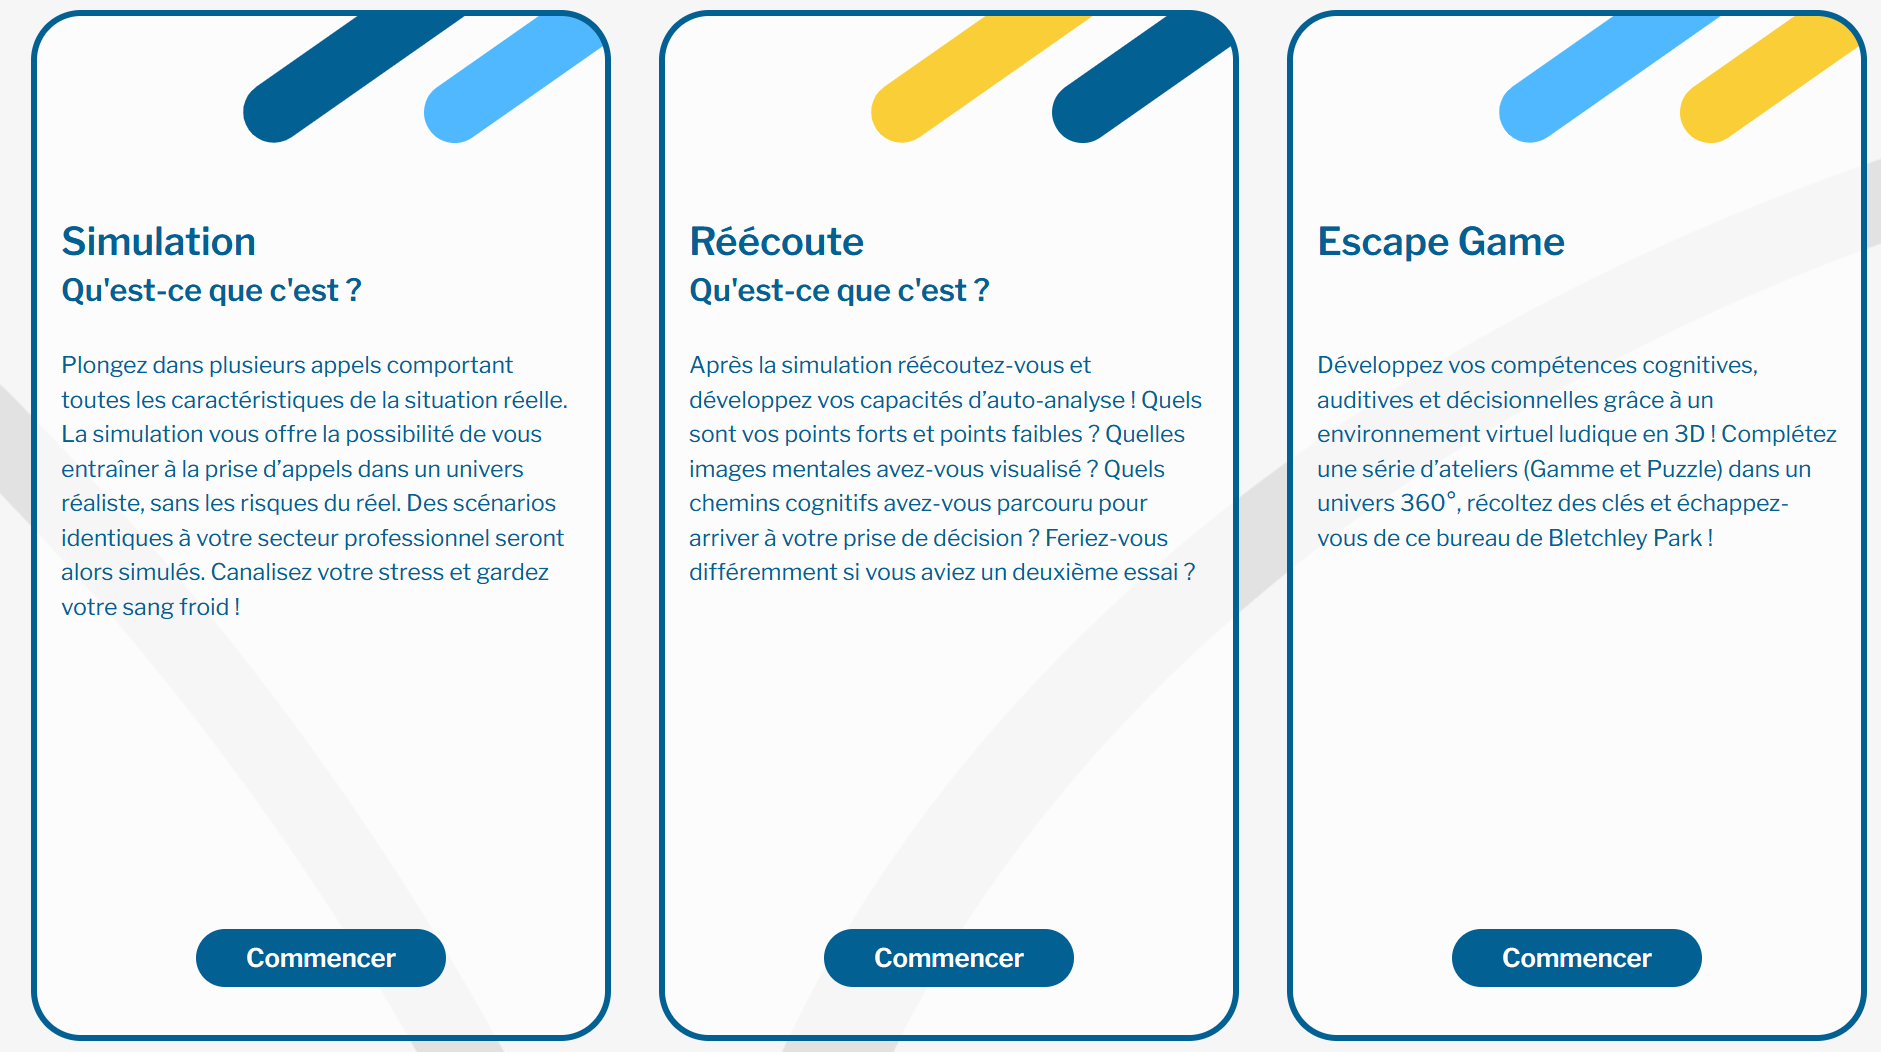 Simulation
Qu'est-ce que c'est ?
Plongez dans plusieurs appels comportant
toutes les caractéristiques de la situation réelle.
La simulation vous offre la possibilité de vous
entraîner à la prise d’appels dans un univers
réaliste, sans les risques du réel. Des scénarios
identiques à votre secteur professionnel seront
alors simulés. Canalisez votre stress et gardez
votre sang froid !
Commencer
Réécoute
Qu'est-ce que c'est ?
Après la simulation réécoutez-vous et
développez vos capacités d’auto-analyse ! Quels
sont vos points forts et points faibles ? Quelles
images mentales avez-vous visualisé ? Quels
chemins cognitifs avez-vous parcouru pour
arriver à votre prise de décision ? Feriez-vous
différemment si vous aviez un deuxième essai ?
Commencer
Escape Game
Développez vos compétences cognitives,
auditives et décisionnelles grâce à un
environnement virtuel ludique en 3D ! Complétez
une série d’ateliers (Gamme et Puzzle) dans un
univers 360°, récoltez des clés et échappez-
vous de ce bureau de Bletchley Park !
Commencer